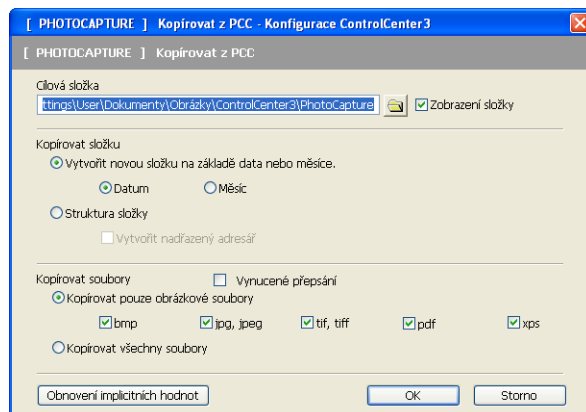 [ PHOTOCAPTURE ] Kopírovat z PCC - Konfigurace ControlCenter3
[ PHOTOCAPTURE ] Kopírovat z PCC
Cílová složka
ttings\User\Dokumenty\Obrázky\ControlCenter3\PhotoCapture Zobrazení složky
Kopírovat složku
Vytvořit novou složku na základě data nebo měsíce.
Datum Měsíc
Struktura složky
Vytvořit nadřazený adresář
Kopírovat soubory Vynucené přepsání
Kopírovat pouze obrázkové soubory
bmp jpg, jpeg tif, tiff pdf xps
Kopírovat všechny soubory
Obnovení implicitních hodnot OK Storno